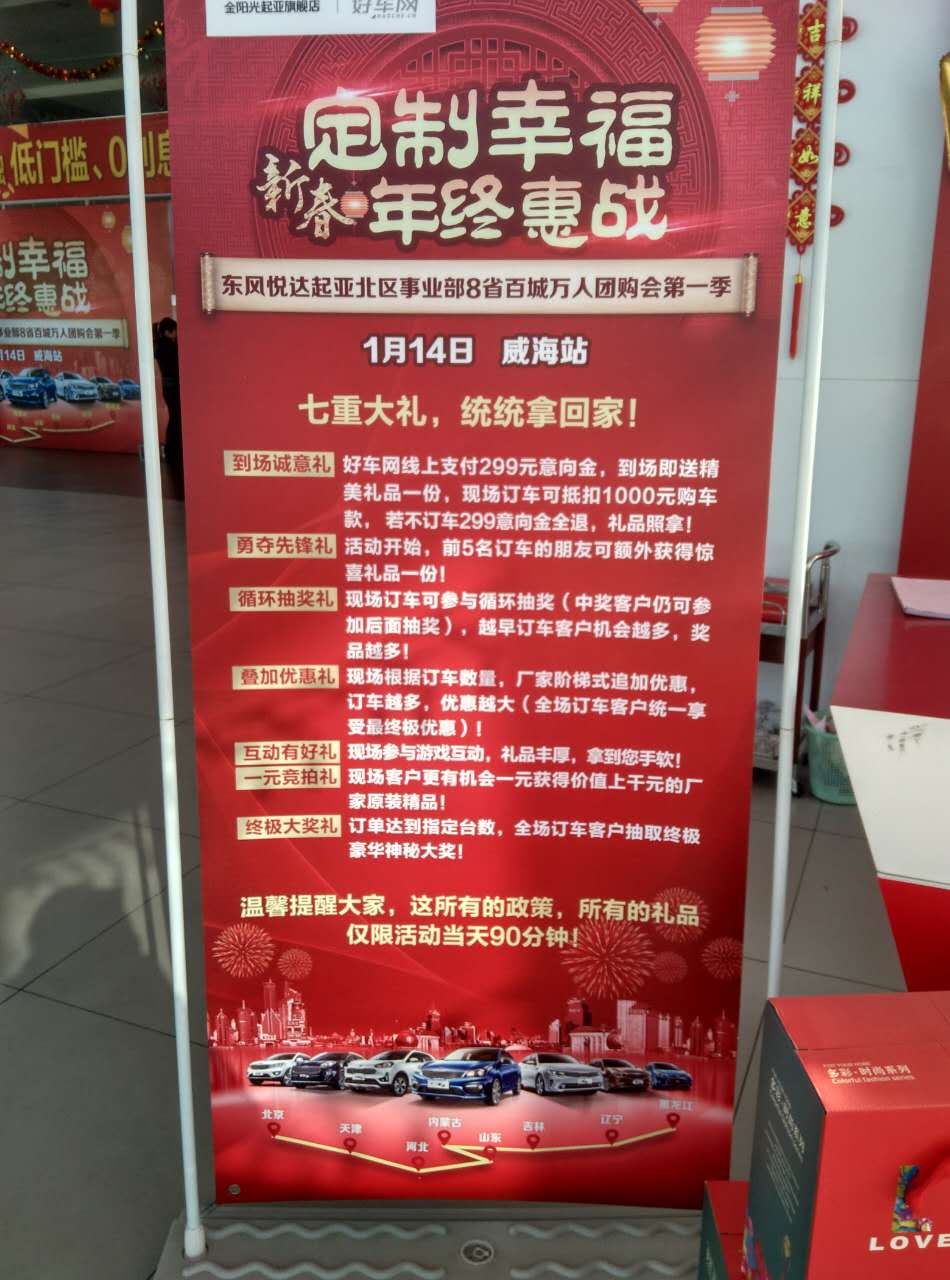 金阳光起亚旗舰店
好车网
定制幸福
新春
年终惠战
东风悦达起亚北区事业部8省百城万人团购会第一季
1月14日 威海站
七重大礼，统统拿回家！
到场诚意礼 好车网线上支付299元意向金，到场即送精
美礼品一份，现场订车可抵扣1000元购车
款，若不订车299意向金全退，礼品照拿！
勇夺先锋礼 活动开始，前5名订车的朋友可额外获得惊
喜礼品一份！
循环抽奖礼 现场订车可参与循环抽奖（中奖客户仍可参
加后面抽奖），越早订车客户机会越多，奖
品越多！
叠加优惠礼 现场根据订车数量，厂家阶梯式追加优惠，
订车越多，优惠越大（全场订车客户统一享
受最终极优惠）！
互动有好礼 现场参与游戏互动，礼品丰厚，拿到您手软！
一元竞拍礼 现场客户更有机会一元获得价值上千元的厂
家原装精品！
终极大奖礼 订单达到指定台数，全场订车客户抽取终极
豪华神秘大奖！
温馨提醒大家，这所有的政策，所有的礼品
仅限活动当天90分钟！
北京
天津
河北
内蒙古
山东
吉林
辽宁
黑龙江
低门槛、0利息
制幸福
年终惠战
事业部8省百城万人团购会第一季
月14日 威海站
吉
祥
如
意
Colorful fashion series
LOVE